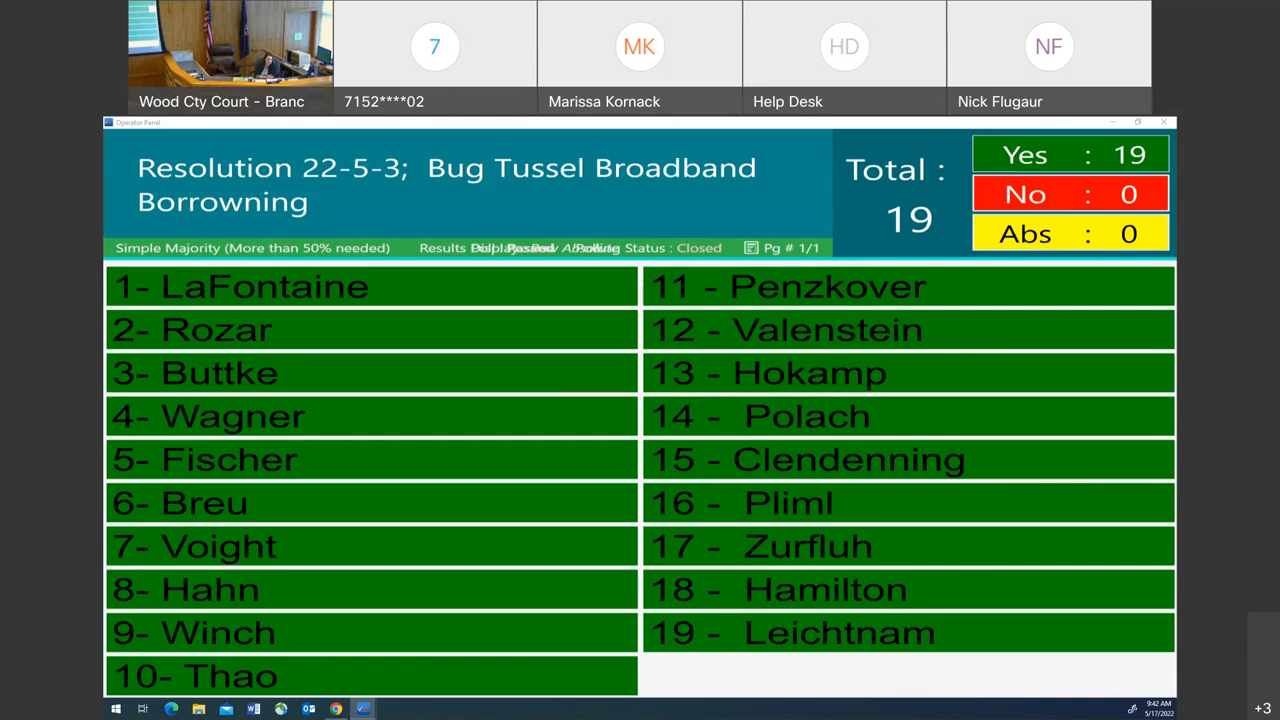 Wood Cty Court - Branc
7
7152****02
MK
Marissa Kornack
HD
Help Desk
NF
Nick Flugaur
Operator Panel
Resolution 22-5-3; Bug Tussel Broadband
Borrowning
Total :
19
Yes : 19
No : 0
Abs : 0
Simple Majority (More than 50% needed)
Results
Status : Closed
Pg # 1/1
1- LaFontaine
2- Rozar
3- Buttke
4- Wagner
5- Fischer
6- Breu
7- Voight
8- Hahn
9- Winch
10- Thao
11 - Penzkover
12 - Valenstein
13 - Hokamp
14 - Polach
15 - Clendenning
16 - Pliml
17 - Zurfluh
18 - Hamilton
19 - Leichtnam
9:42 AM
5/17/2022
+3